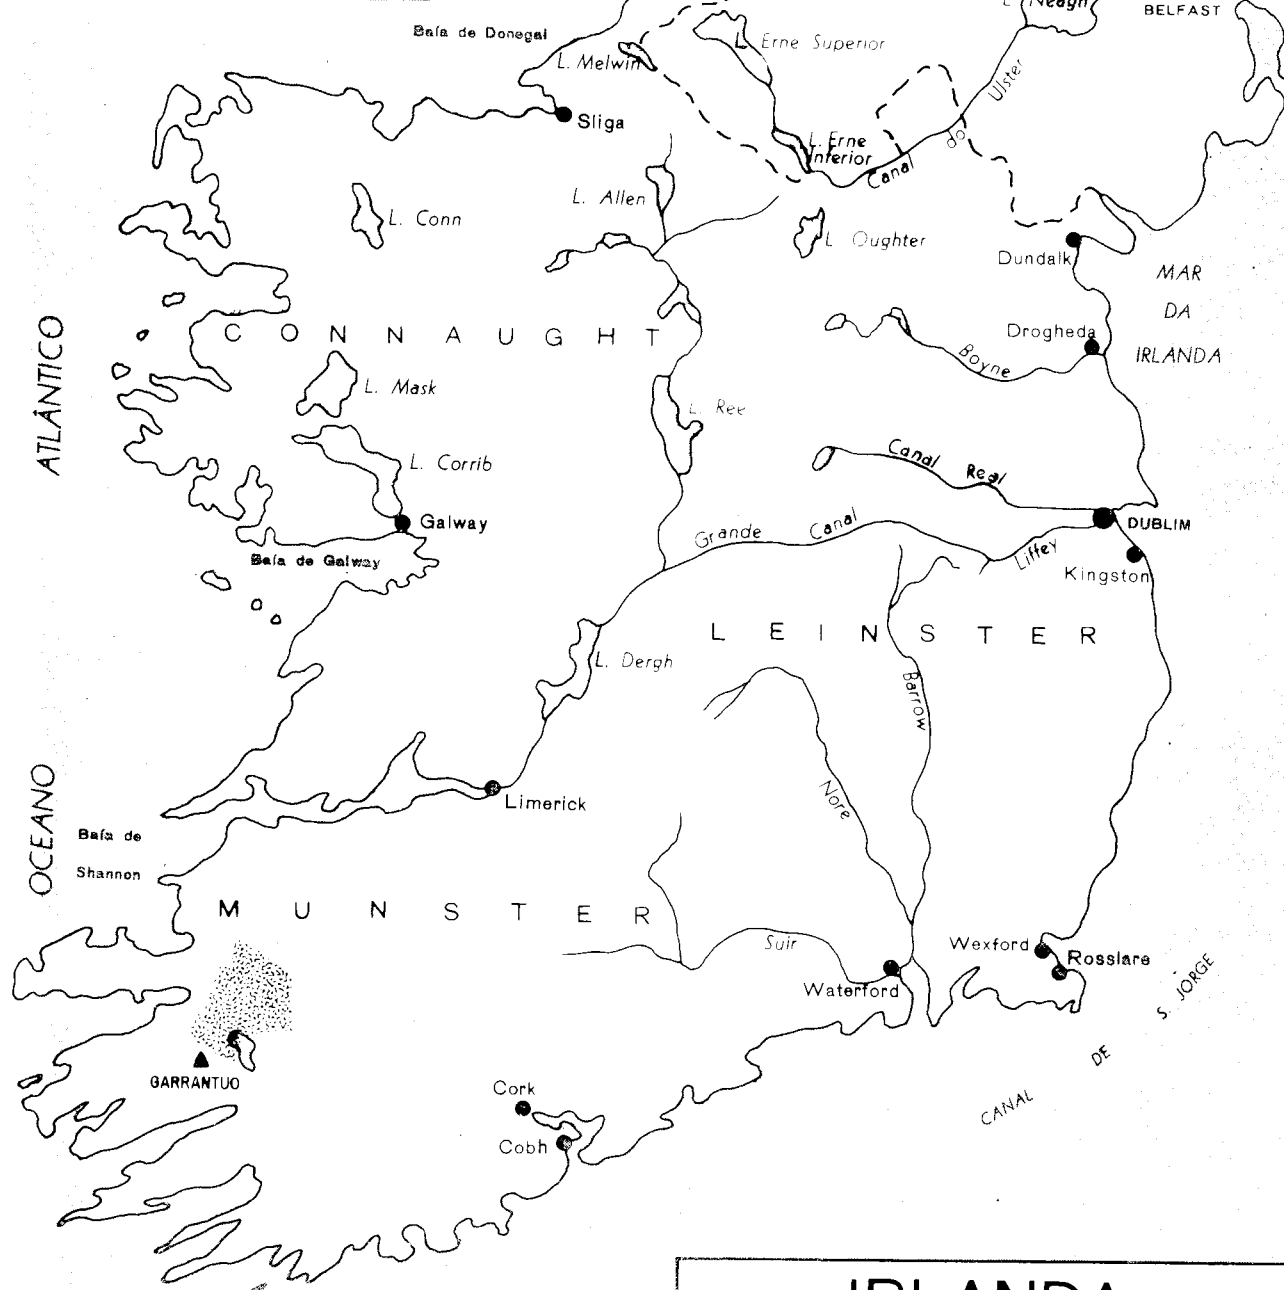 L Neagh
BELFAST
Baía de Donegal
L. Erne Superior
L. Melwin
Ulster
do
Canal
Sliga
L. Erne
Inferior
L. Allen
L. Conn
L Oughter
Dundalk
MAR
DA
IRLANDA
CONNAUGHT
Drogheda
Boyne
ATLÂNTICO
L. Mask
L. Ree
L. Corrib
Canal Real
Galway
Grande Canal
DUBLIM
Baía de Galway
Liffey
Kingston
LEINSTER
L. Dergh
Barrow
Nore
Limerick
OCEANO
Baía de
Shannon
MUNSTER
Suir
Wexford
Rosslare
Waterford
CANAL DE S. JORGE
GARRANTUO
Cork
Cobh
IRLANDA